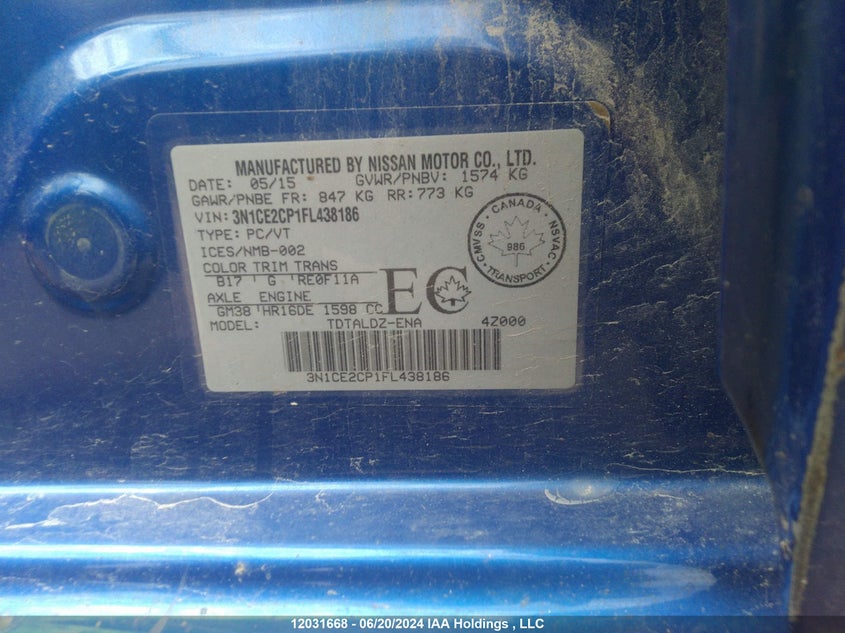 MANUFACTURED BY NISSAN MOTOR CO., LTD.
DATE: 05/15 GVWR/PNBV: 1574 KG
GAWR/PNBE FR: 847 KG RR: 773 KG
VIN: 3N1CE2CP1FL438186
TYPE: PC/VT
ICES/NMB-002
COLOR TRIM TRANS
B17 G RE0F11A
AXLE ENGINE
GM38 HR16DE 1598 CC
MODEL: TDTALDZ-ENA 4Z000
EC
CANADA
CMVSS
986
NSVAC
TRANSPORT
3N1CE2CP1FL438186
12031668 - 06/20/2024 IAA Holdings , LLC